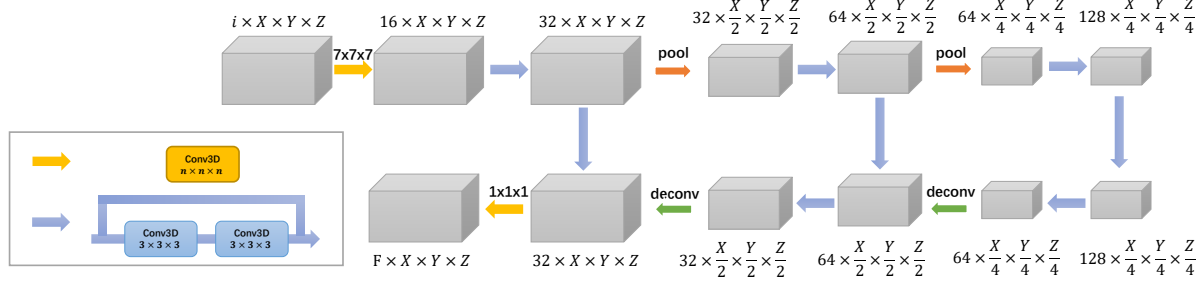 i × X × Y × Z
16 × X × Y × Z
32 × X × Y × Z
32 × X/2 × Y/2 × Z/2
64 × X/2 × Y/2 × Z/2
64 × X/4 × Y/4 × Z/4
128 × X/4 × Y/4 × Z/4
7x7x7
pool
pool
Conv3D
n × n × n
Conv3D
3 × 3 × 3
Conv3D
3 × 3 × 3
1x1x1
deconv
deconv
F × X × Y × Z
32 × X × Y × Z
32 × X/2 × Y/2 × Z/2
64 × X/2 × Y/2 × Z/2
64 × X/4 × Y/4 × Z/4
128 × X/4 × Y/4 × Z/4